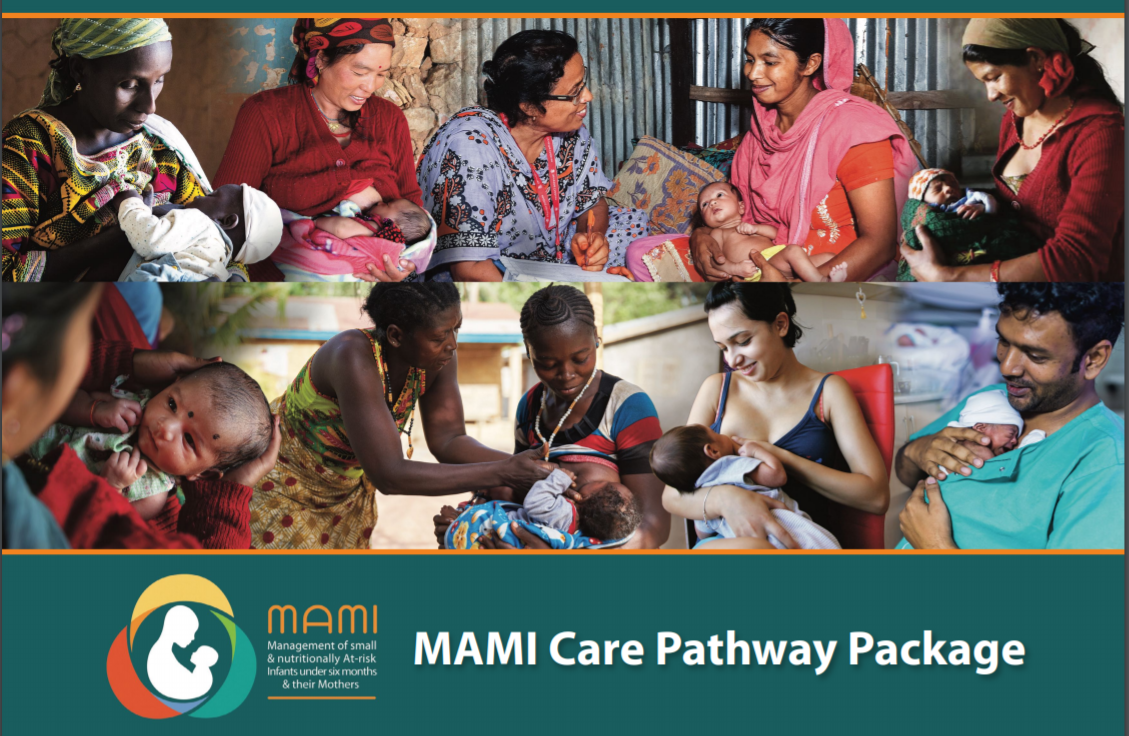 MAMI
Management of small
& nutritionally At-risk
Infants under six months
& their Mothers
MAMI Care Pathway Package